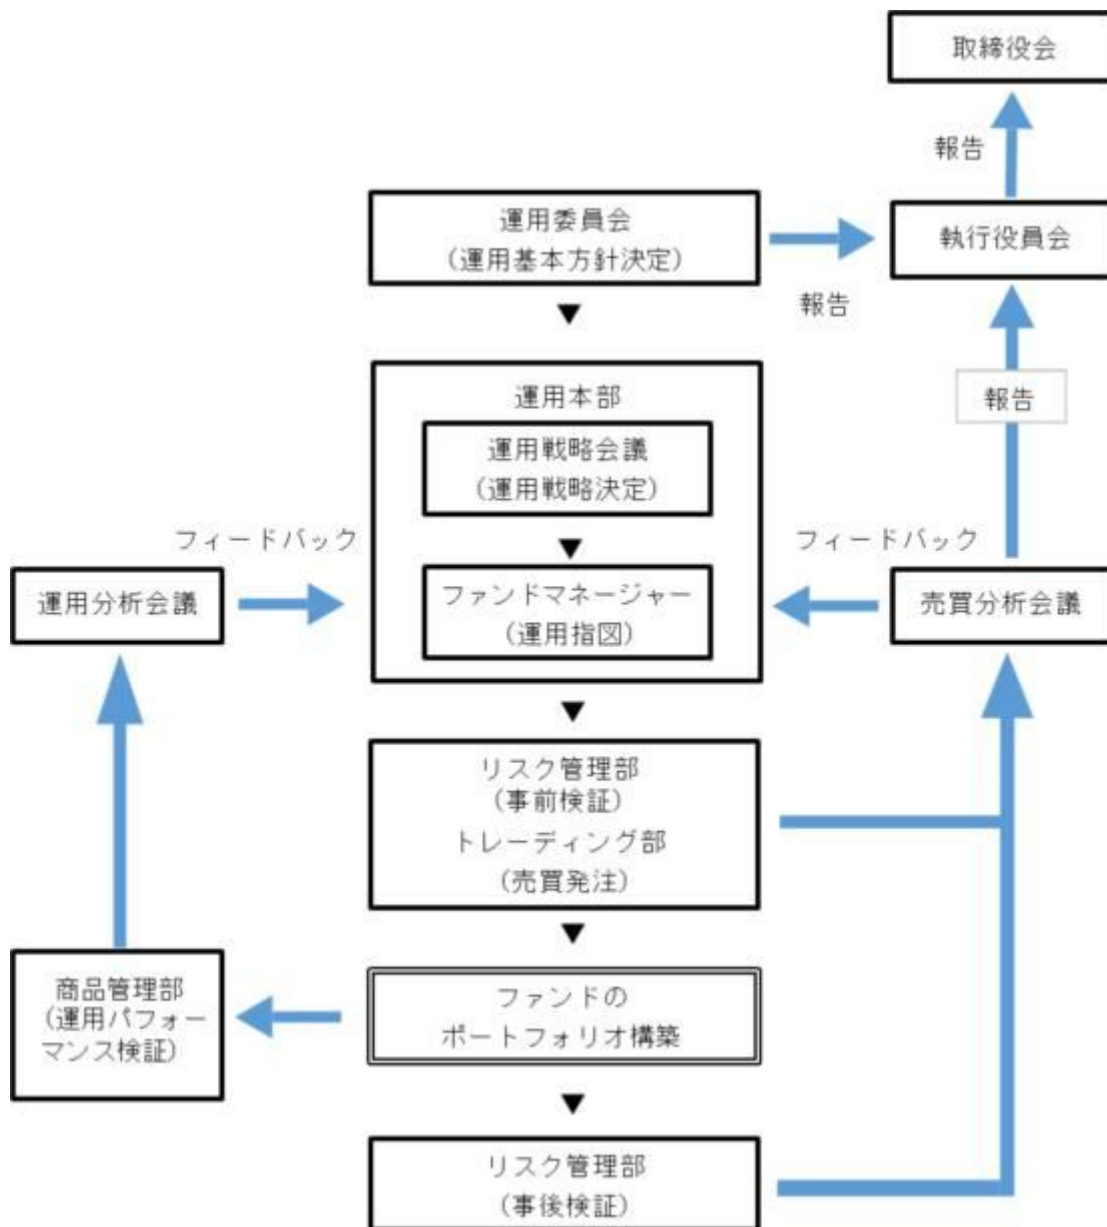 取締役会
報告
運用委員会
(運用基本方針決定)
執行役員会
報告
運用本部
報告
運用戦略会議
(運用戦略決定)
フィードバック
フィードバック
運用分析会議
ファンドマネージャー
(運用指図)
売買分析会議
リスク管理部
(事前検証)
トレーディング部
(売買発注)
商品管理部
(運用パフォー
マンス検証)
ファンドの
ポートフォリオ構築
リスク管理部
(事後検証)